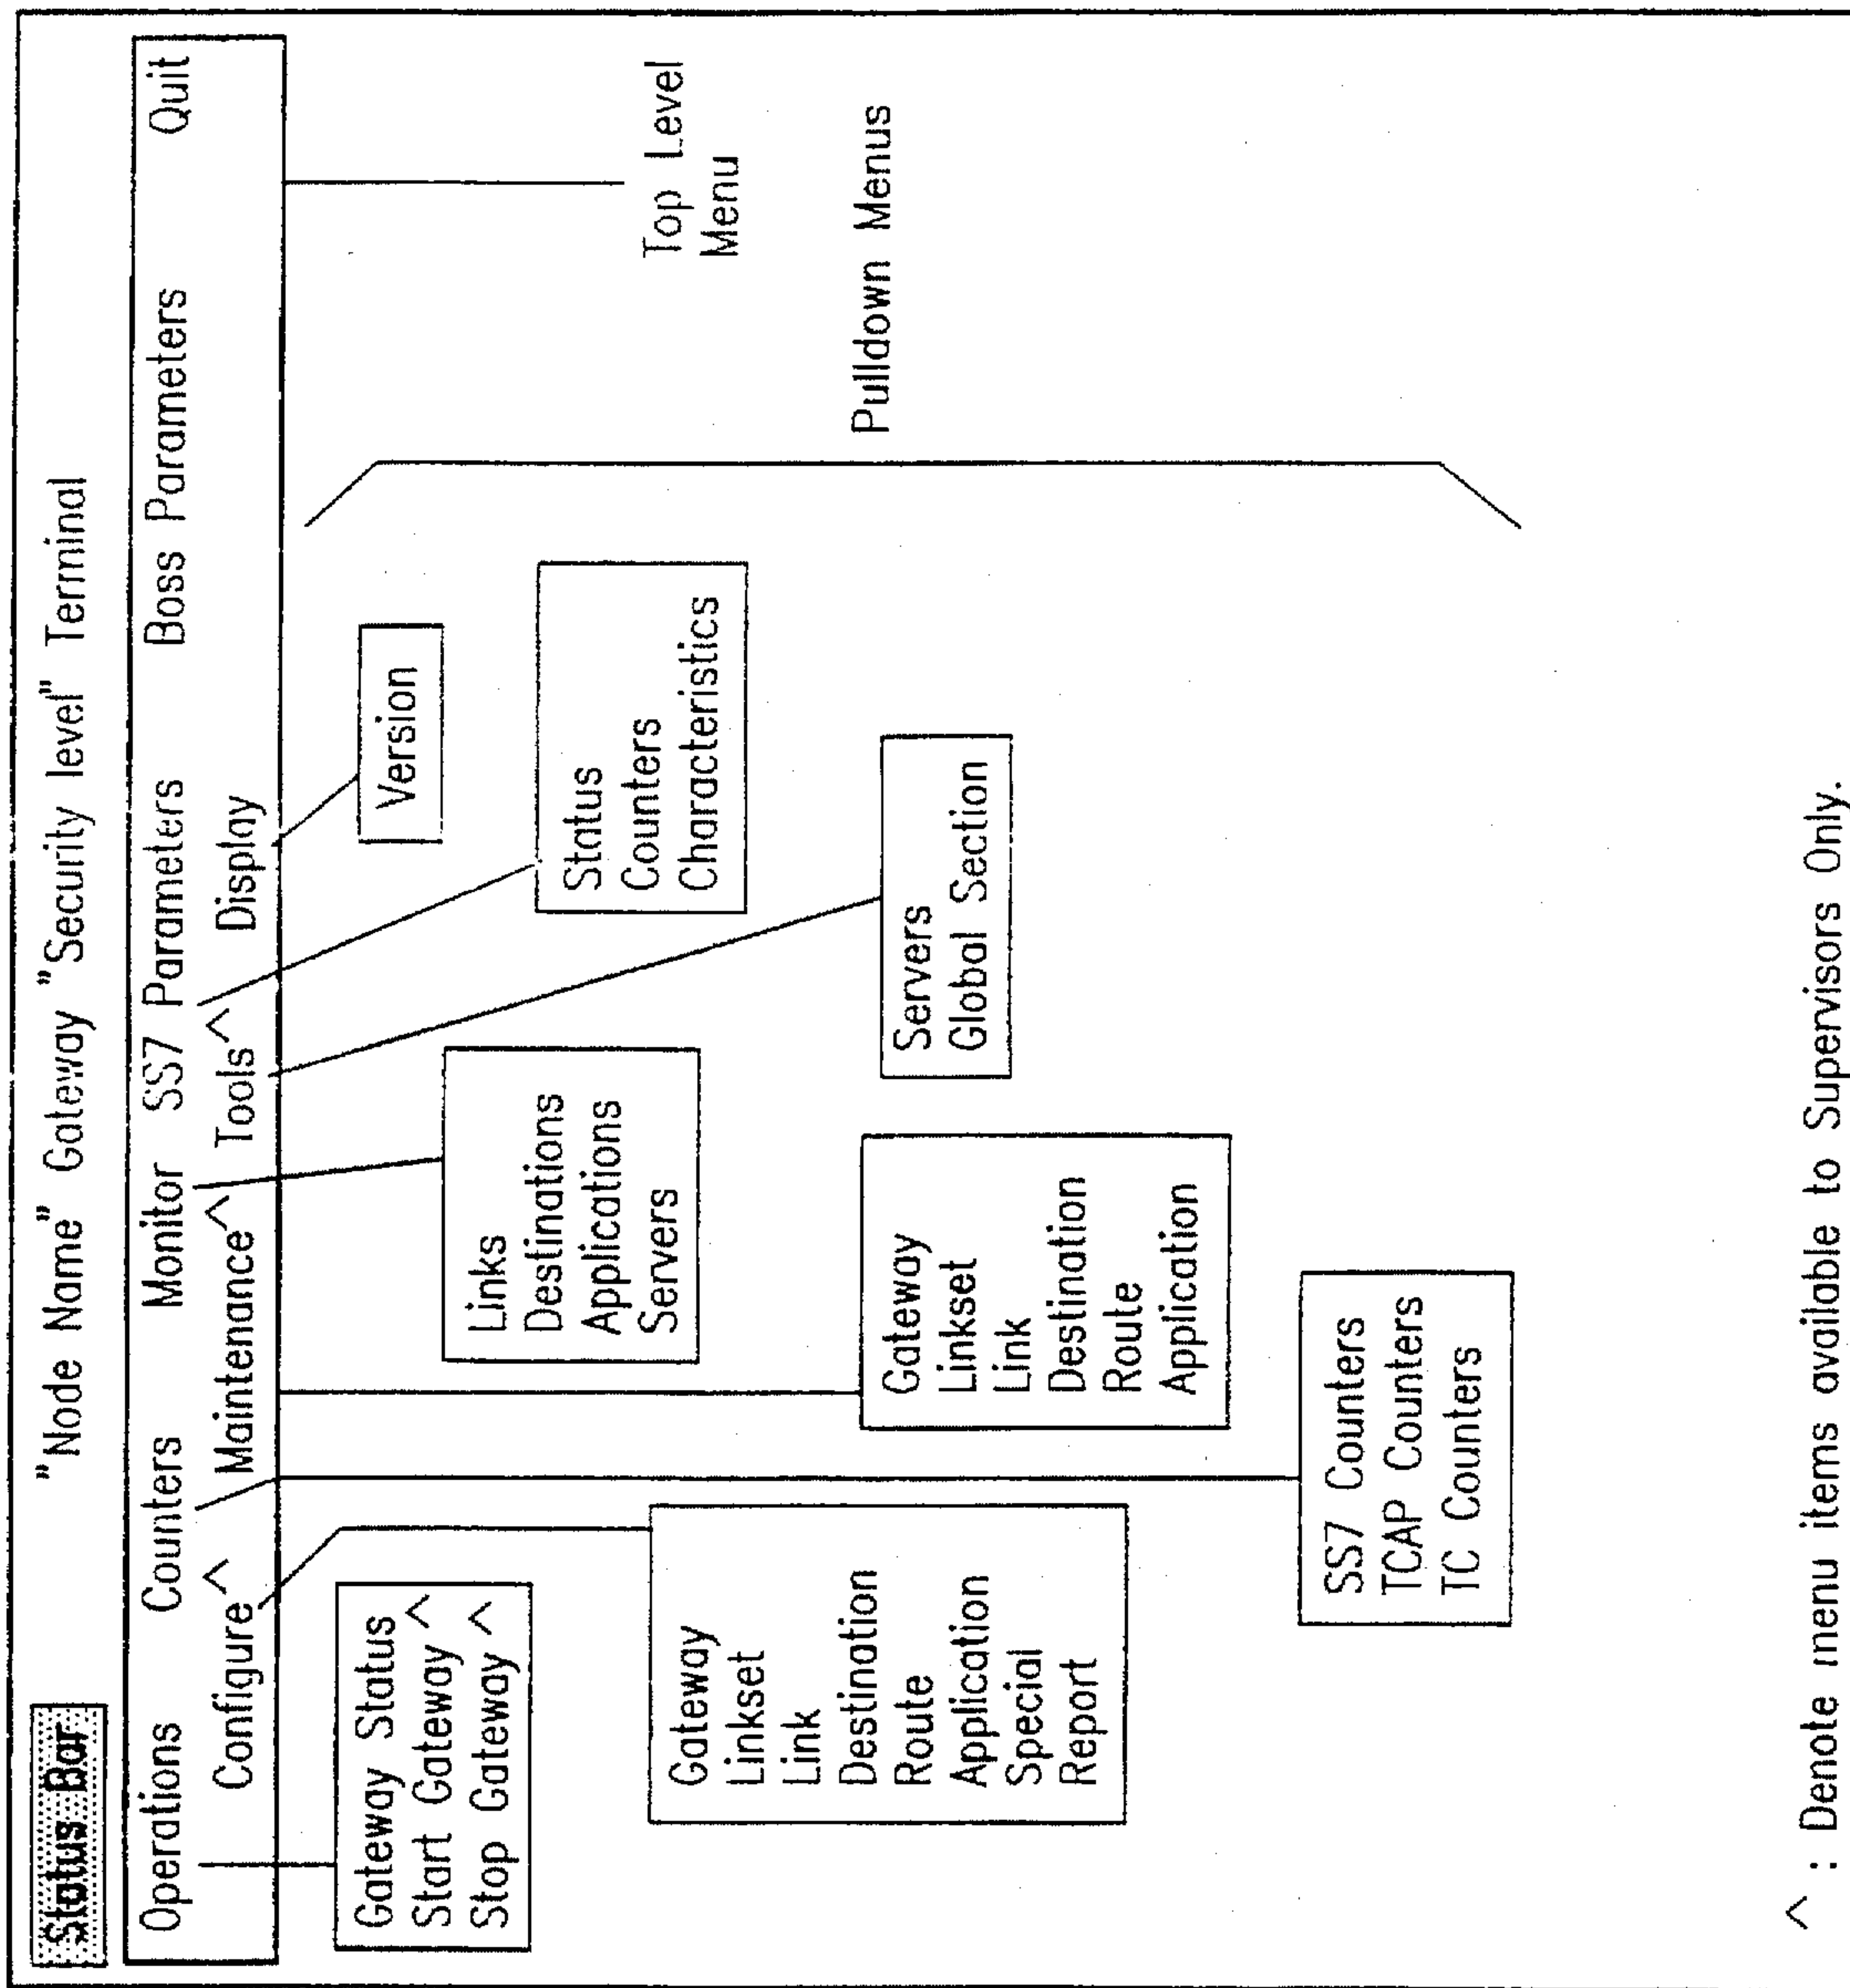 Status Bar
"Node Name" Gateway "Security level" Terminal
Operations Counters Monitor SS7 Parameters Boss Parameters Quit
Configure^ Maintenance^ Tools^ Display
Top Level
Menu
Pulldown Menus
Gateway Status
Start Gateway ^
Stop Gateway ^
Gateway
Linkset
Link
Destination
Route
Application
Special
Report
SS7 Counters
TCAP Counters
TC Counters
Gateway
Linkset
Link
Destination
Route
Application
Links
Destinations
Applications
Servers
Servers
Global Section
Status
Counters
Characteristics
Version
^ : Denote menu items available to Supervisors Only.